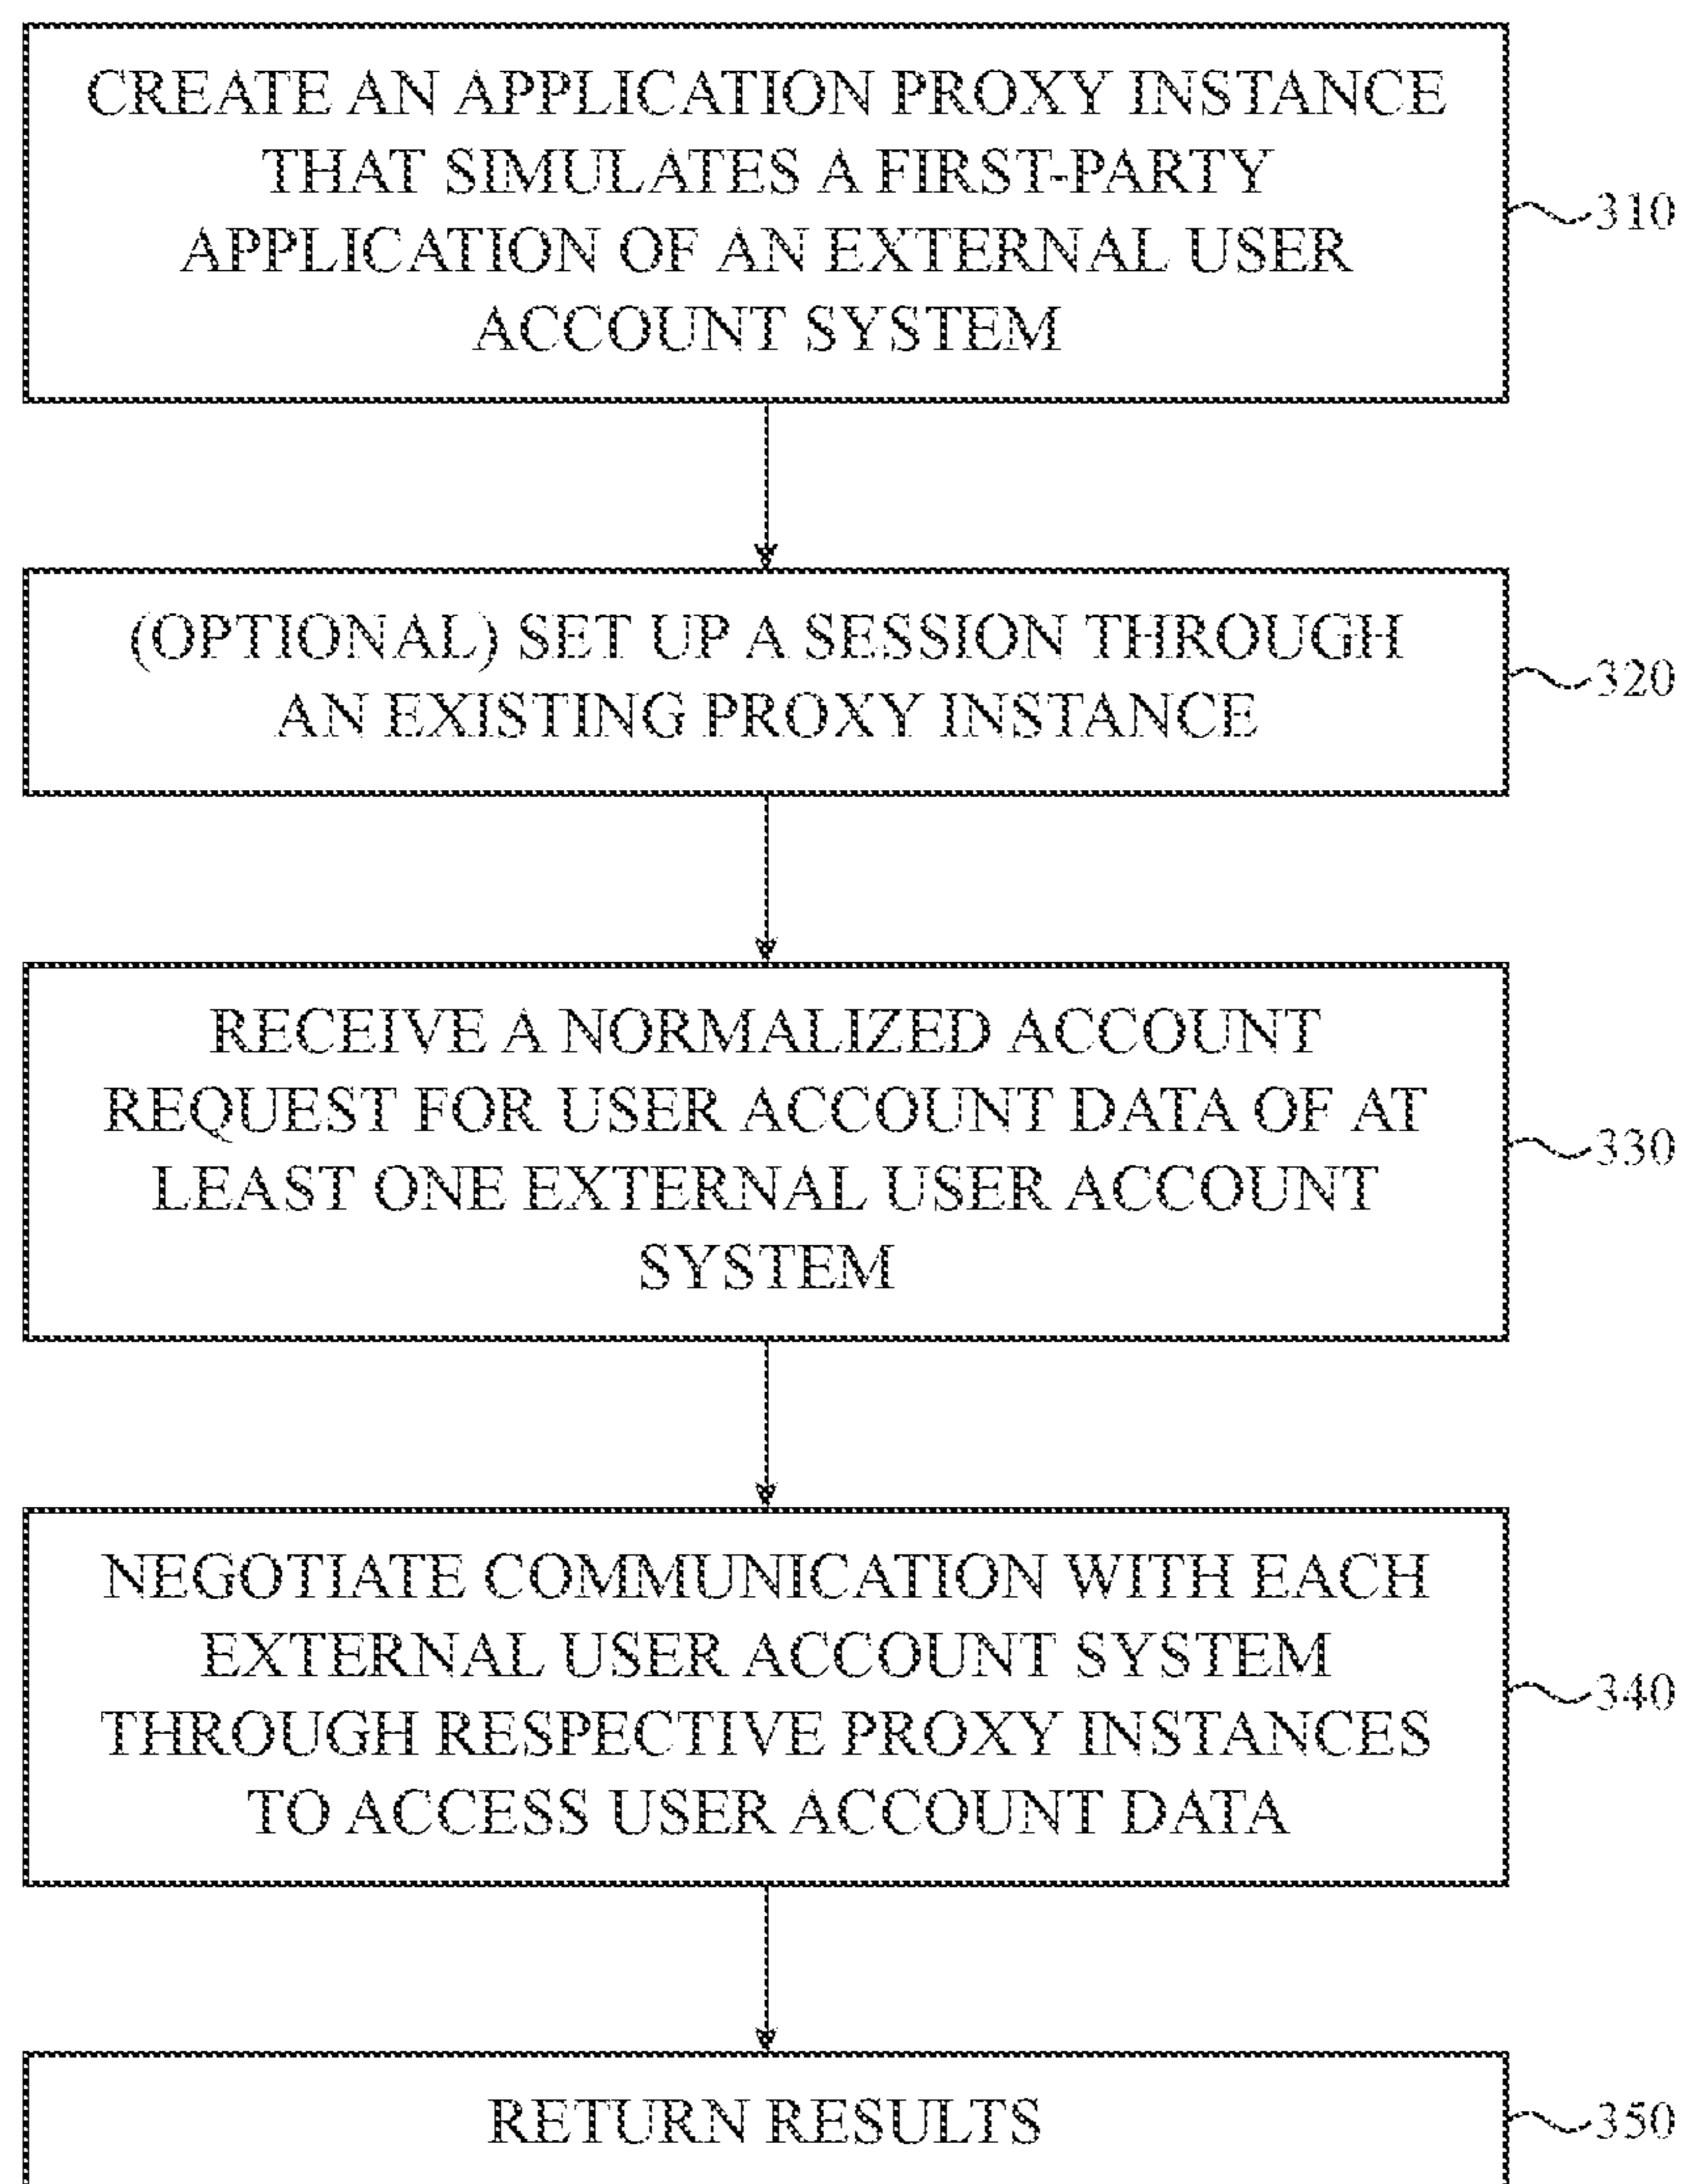 CREATE AN APPLICATION PROXY INSTANCE
THAT SIMULATES A FIRST-PARTY
APPLICATION OF AN EXTERNAL USER
ACCOUNT SYSTEM
310
(OPTIONAL) SET UP A SESSION THROUGH
AN EXISTING PROXY INSTANCE
320
RECEIVE A NORMALIZED ACCOUNT
REQUEST FOR USER ACCOUNT DATA OF AT
LEAST ONE EXTERNAL USER ACCOUNT
SYSTEM
330
NEGOTIATE COMMUNICATION WITH EACH
EXTERNAL USER ACCOUNT SYSTEM
THROUGH RESPECTIVE PROXY INSTANCES
TO ACCESS USER ACCOUNT DATA
340
RETURN RESULTS
350